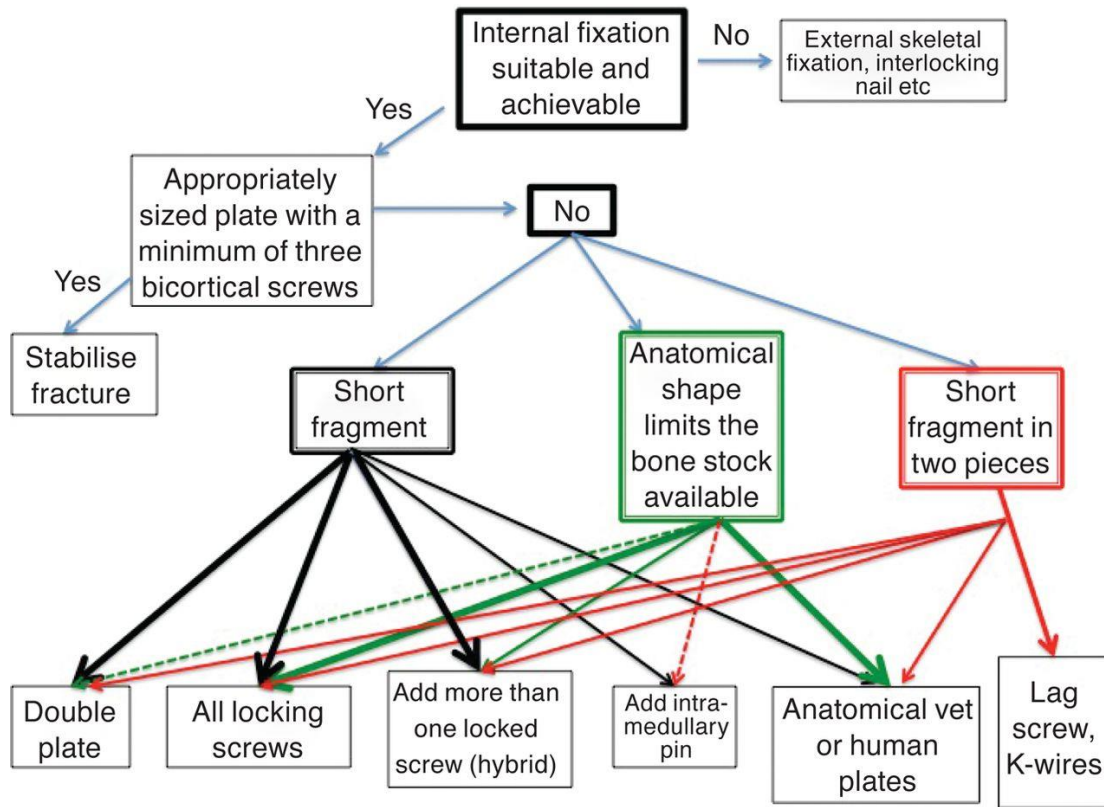 Internal fixation
suitable and
achievable
No
External skeletal
fixation, interlocking
nail etc
Yes
Appropriately
sized plate with a
minimum of three
bicortical screws
No
Yes
Stabilise
fracture
Short
fragment
Anatomical
shape
limits the
bone stock
available
Short
fragment in
two pieces
Double
plate
All locking
screws
Add more than
one locked
screw (hybrid)
Add intra-
medullary
pin
Anatomical vet
or human
plates
Lag
screw,
K-wires